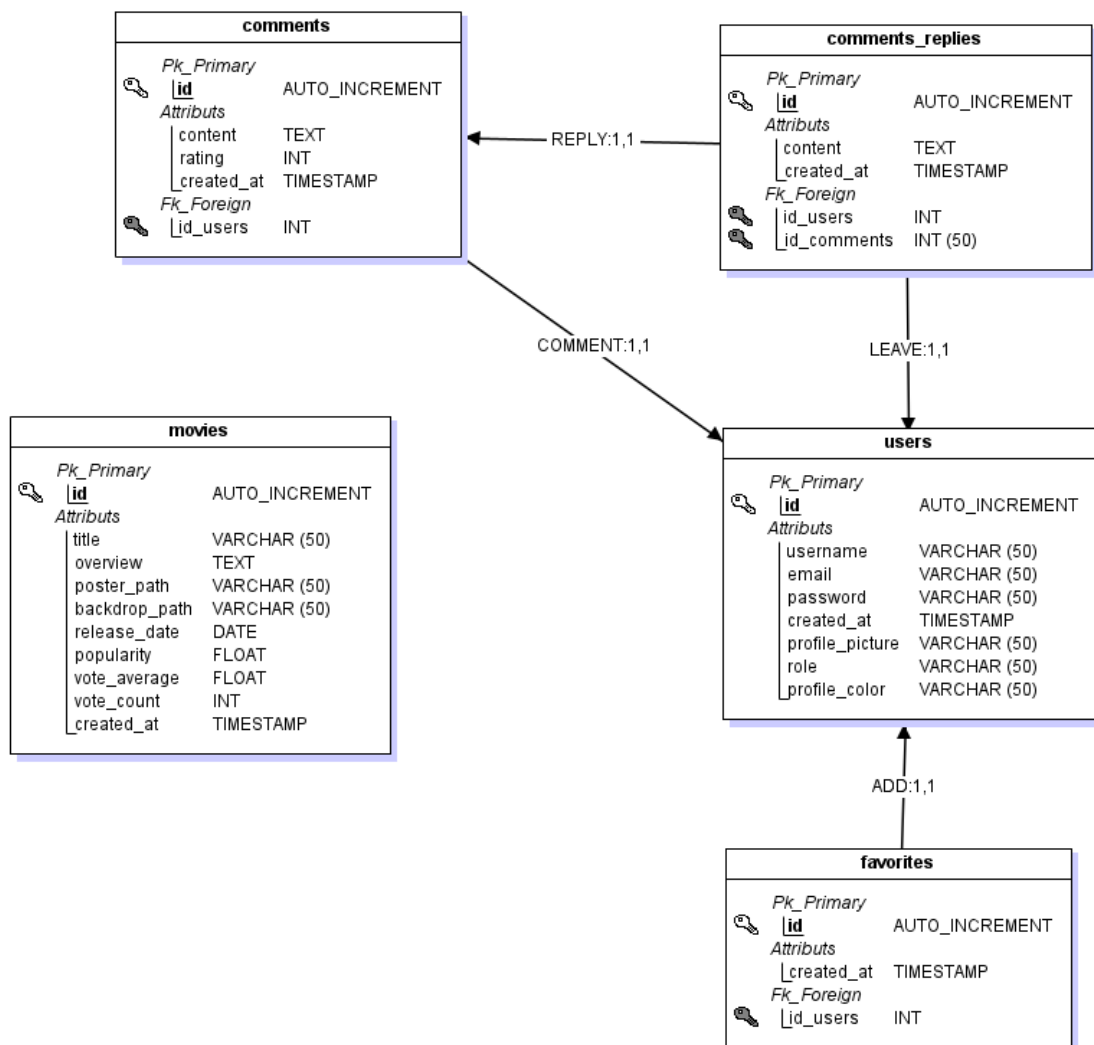 comments
Pk_Primary
id AUTO_INCREMENT
Attributs
content TEXT
rating INT
created_at TIMESTAMP
Fk_Foreign
id_users INT
REPLY:1,1
comments_replies
Pk_Primary
id AUTO_INCREMENT
Attributs
content TEXT
created_at TIMESTAMP
Fk_Foreign
id_users INT
id_comments INT (50)
COMMENT:1,1
LEAVE:1,1
movies
Pk_Primary
id AUTO_INCREMENT
Attributs
title VARCHAR (50)
overview TEXT
poster_path VARCHAR (50)
backdrop_path VARCHAR (50)
release_date DATE
popularity FLOAT
vote_average FLOAT
vote_count INT
created_at TIMESTAMP
users
Pk_Primary
id AUTO_INCREMENT
Attributs
username VARCHAR (50)
email VARCHAR (50)
password VARCHAR (50)
created_at TIMESTAMP
profile_picture VARCHAR (50)
role VARCHAR (50)
profile_color VARCHAR (50)
ADD:1,1
favorites
Pk_Primary
id AUTO_INCREMENT
Attributs
created_at TIMESTAMP
Fk_Foreign
id_users INT